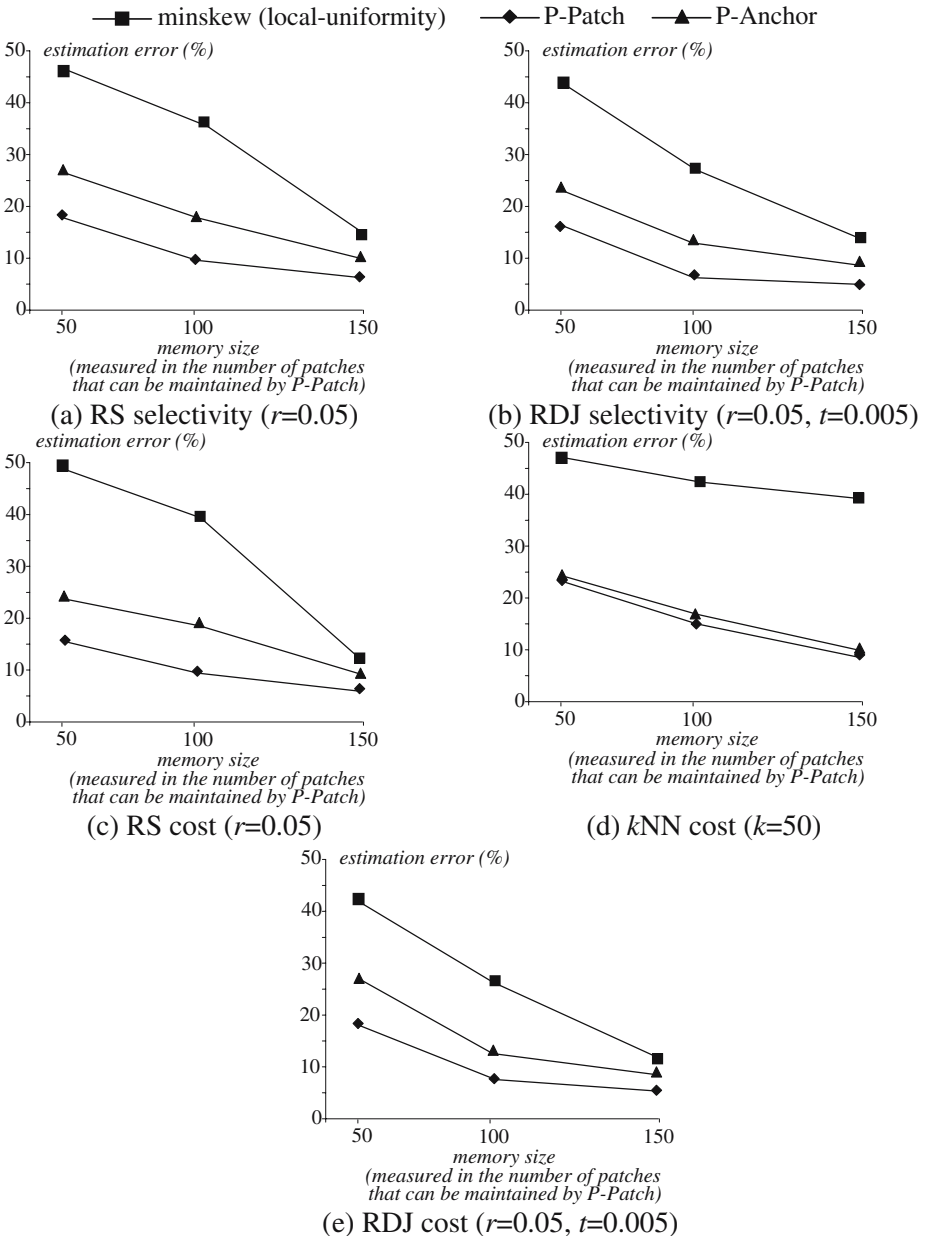 minskew (local-uniformity) P-Patch P-Anchor
estimation error (%)
50
40
30
20
10
0
50 100 150
memory size
(measured in the number of patches
that can be maintained by P-Patch)
(a) RS selectivity (r=0.05)
estimation error (%)
50
40
30
20
10
0
50 100 150
memory size
(measured in the number of patches
that can be maintained by P-Patch)
(b) RDJ selectivity (r=0.05, t=0.005)
estimation error (%)
50
40
30
20
10
0
50 100 150
memory size
(measured in the number of patches
that can be maintained by P-Patch)
(c) RS cost (r=0.05)
estimation error (%)
50
40
30
20
10
0
50 100 150
memory size
(measured in the number of patches
that can be maintained by P-Patch)
(d) kNN cost (k=50)
estimation error (%)
50
40
30
20
10
0
50 100 150
memory size
(measured in the number of patches
that can be maintained by P-Patch)
(e) RDJ cost (r=0.05, t=0.005)